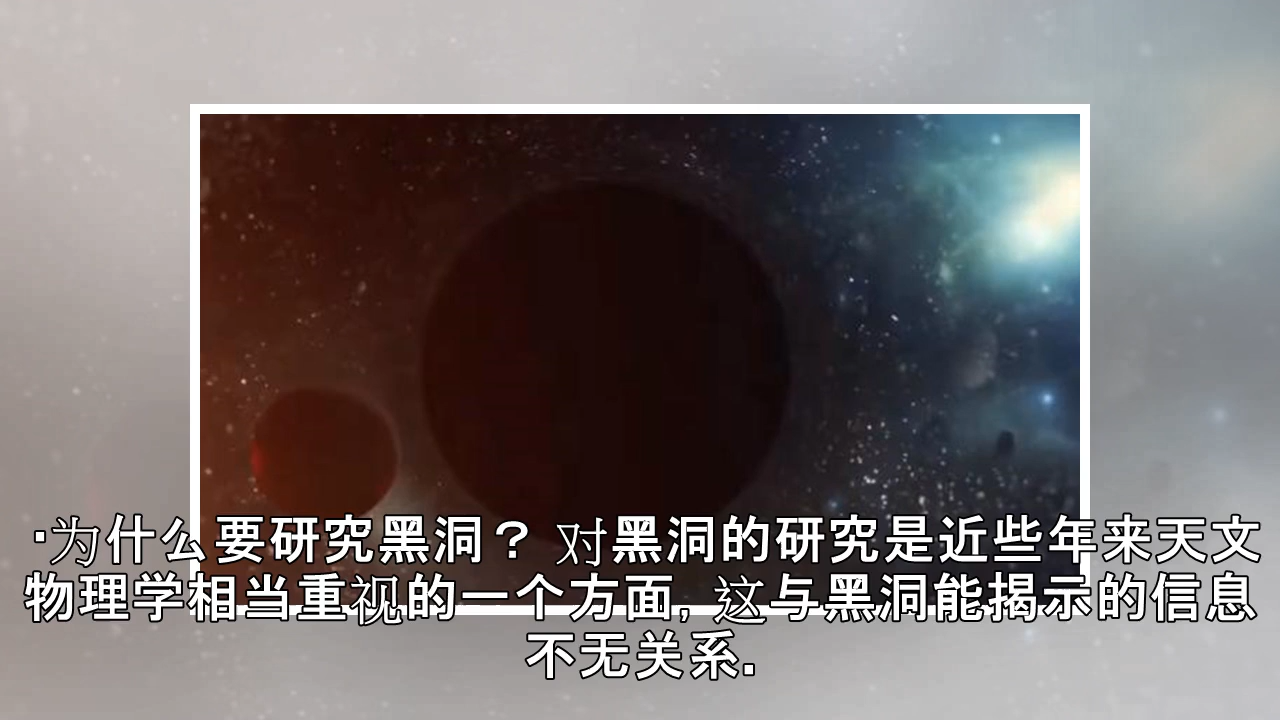 ·为什么要研究黑洞？ 对黑洞的研究是近些年来天文
物理学相当重视的一个方面, 这与黑洞能揭示的信息
不无关系.